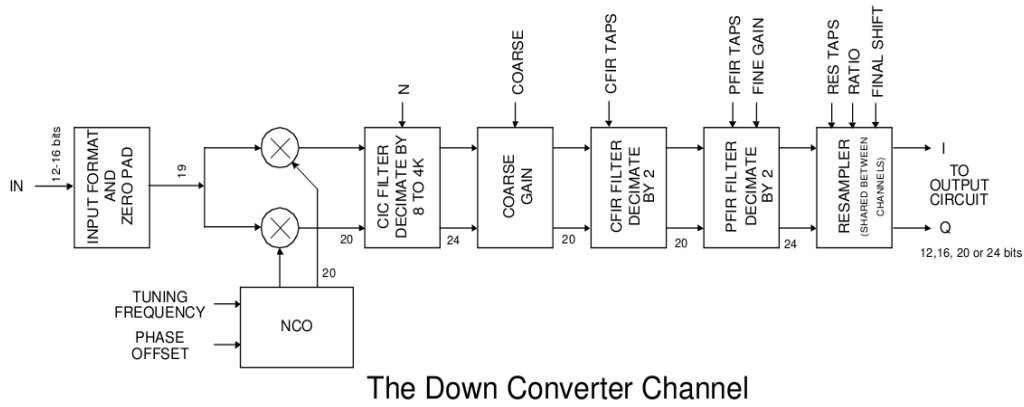 IN
12-16 bits
INPUT FORMAT
AND
ZERO PAD
19
20
TUNING
FREQUENCY
PHASE
OFFSET
NCO
20
N
CIC FILTER
DECIMATE BY
8 TO 4K
24
COARSE
COARSE
GAIN
20
CFIR TAPS
CFIR FILTER
DECIMATE
BY 2
20
PFIR TAPS
FINE GAIN
PFIR FILTER
DECIMATE
BY 2
24
RES TAPS
RATIO
FINAL SHIFT
RESAMPLER
(SHARED BETWEEN
CHANNELS)
I
TO
OUTPUT
CIRCUIT
Q
12,16, 20 or 24 bits
The Down Converter Channel